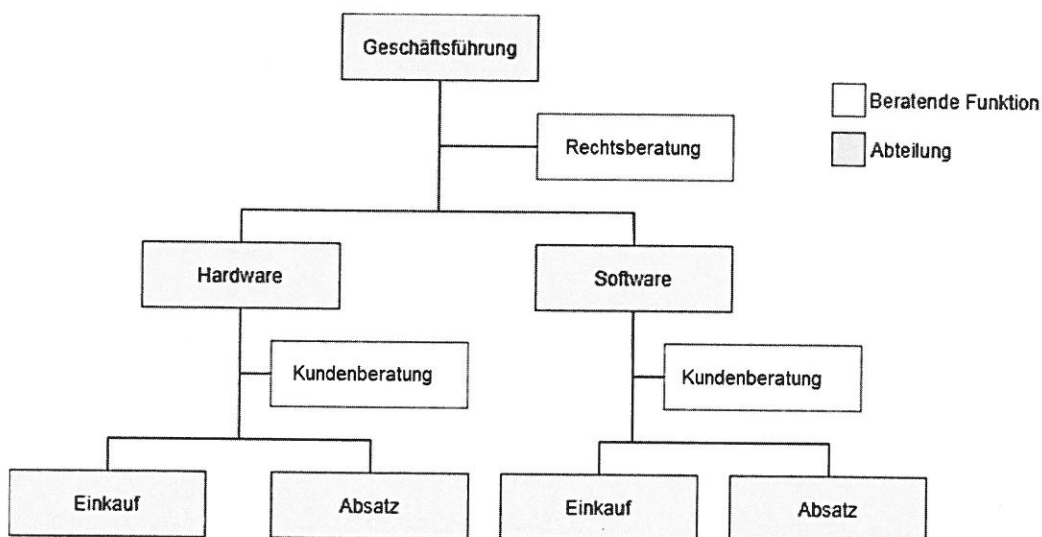 Geschäftsführung
Beratende Funktion
Rechtsberatung
Abteilung
Hardware
Software
Kundenberatung
Kundenberatung
Einkauf
Absatz
Einkauf
Absatz